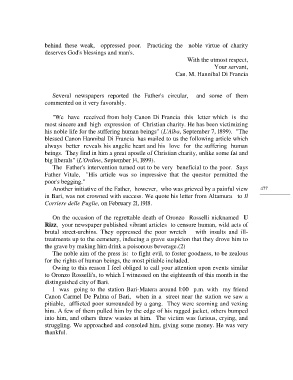 behind these weak, oppressed poor. Practicing the noble virtue of charity
deserves God's blessings and man's.
With the utmost respect,
Your servant,
Can. M. Hannibal Di Francia
Several newspapers reported the Father's circular, and some of them
commented on it very favorably.
"We have received from holy Canon Di Francia this letter which is the
most sincere and high expression of Christian charity. He has been victimizing
his noble life for the suffering human beings" (L'Alba, September 7, 1899). "The
blessed Canon Hannibal Di Francia has mailed to us the following article which
always better reveals his angelic heart and his love for the suffering human
beings. They find in him a great apostle of Christian charity, unlike some fat and
big liberals" (L'Ordine, September 14, 1899).
The Father's intervention turned out to be very beneficial to the poor. Says
Father Vitale, "His article was so impressive that the questor permitted the
poor's begging."
Another initiative of the Father, however, who was grieved by a painful view
in Bari, was not crowned with success. We quote his letter from Altamura to Il
Corriere delle Puglie, on February 21, 1918.
On the occasion of the regrettable death of Oronzo Rosselli nicknamed U
Rizz, your newspaper published vibrant articles to censure human, wild acts of
brutal street-archins. They oppressed the poor wretch with insults and ill-
treatments up to the cemetery, inducing a grave suspicion that they drove him to
the grave by making him drink a poisonous beverage.(2)
The noble aim of the press is: to fight evil, to foster goodness, to be zealous
for the rights of human beings, the most pitiable included.
Owing to this reason I feel obliged to call your attention upon events similar
to Oronzo Rosselli's, to which I witnessed on the eighteenth of this month in the
distinguished city of Bari.
I was going to the station Bari-Matera around 1:00 p.m. with my friend
Canon Carmel De Palma of Bari, when in a street near the station we saw a
pitiable, afflicted poor surrounded by a gang. They were scorning and vexing
him. A few of them pulled him by the edge of his ragged jacket, others bumped
into him, and others threw wastes at him. The victim was furious, crying, and
struggling. We approached and consoled him, giving some money. He was very
thankful.